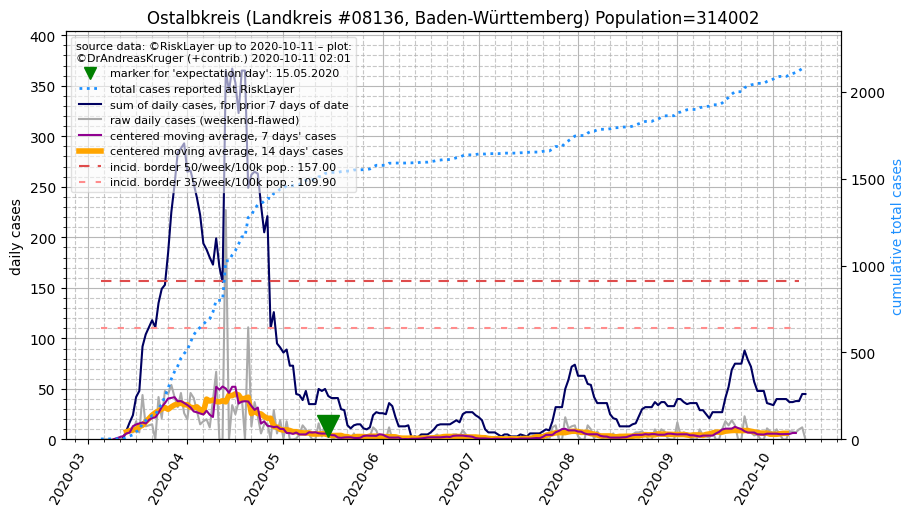 Ostalbkreis (Landkreis #08136, Baden-Württemberg) Population=314002
source data: ©RiskLayer up to 2020-10-11 – plot:
©DrAndreasKruger (+contrib.) 2020-10-11 02:01
marker for 'expectation day': 15.05.2020
total cases reported at RiskLayer
sum of daily cases, for prior 7 days of date
raw daily cases (weekend-flawed)
centered moving average, 7 days' cases
centered moving average, 14 days' cases
incid. border 50/week/100k pop.: 157.00
incid. border 35/week/100k pop.: 109.90
daily cases
400
350
300
250
200
150
100
50
0
cumulative total cases
2000
1500
1000
500
0
2020-03
2020-04
2020-05
2020-06
2020-07
2020-08
2020-09
2020-10